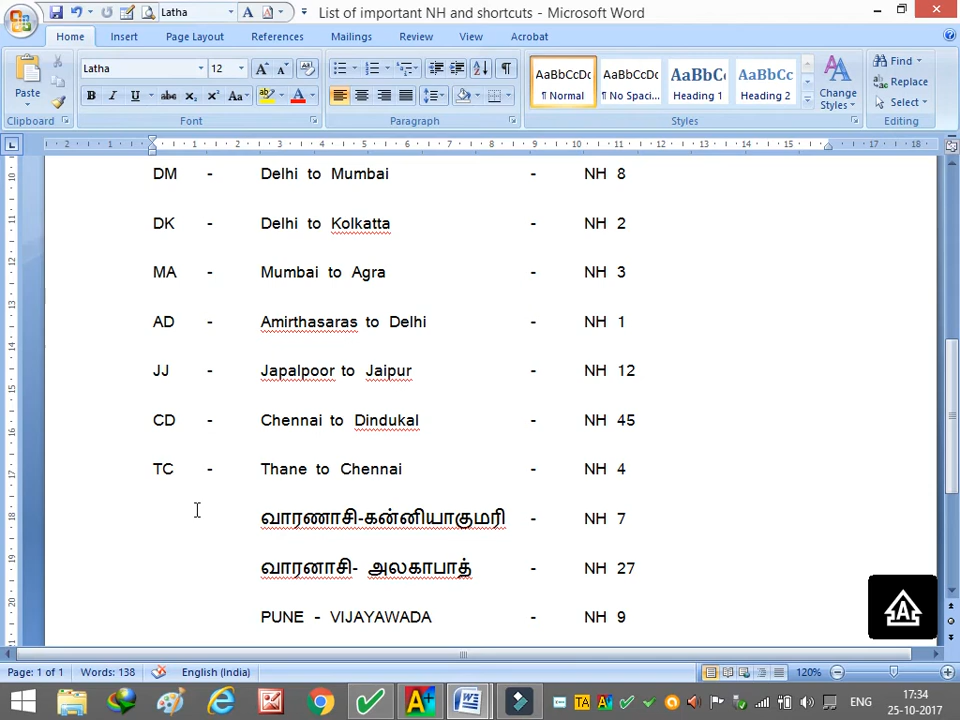 Latha
List of important NH and shortcuts - Microsoft Word
Home Insert Page Layout References Mailings Review View Acrobat
Latha 12
Paste
AaBbCcDc AaBbCcDc AaBbC AaBbCc
¶ Normal ¶ No Spaci... Heading 1 Heading 2
Change Styles
Find
Replace
Select
Clipboard Font Paragraph Styles Editing
DM - Delhi to Mumbai - NH 8
DK - Delhi to Kolkatta - NH 2
MA - Mumbai to Agra - NH 3
AD - Amirthasaras to Delhi - NH 1
JJ - Japalpoor to Jaipur - NH 12
CD - Chennai to Dindukal - NH 45
TC - Thane to Chennai - NH 4
வாரணாசி-கன்னியாகுமரி - NH 7
வாரனாசி- அலகாபாத் - NH 27
PUNE - VIJAYAWADA - NH 9
Page: 1 of 1 Words: 138 English (India) 120%
ENG 17:34
25-10-2017